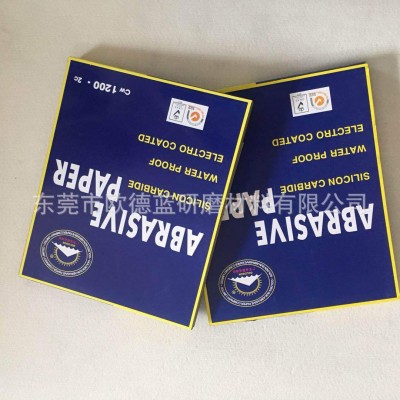 ABRASIVE
PAPER
SILICON CARBIDE
WATER PROOF
ELECTRO COATED
CW 1200 - 2C
ABRASIVE
SILICON CARBIDE
WATER PROOF
ELECTRO COATED
东莞市欧德蓝研磨材料有限公司